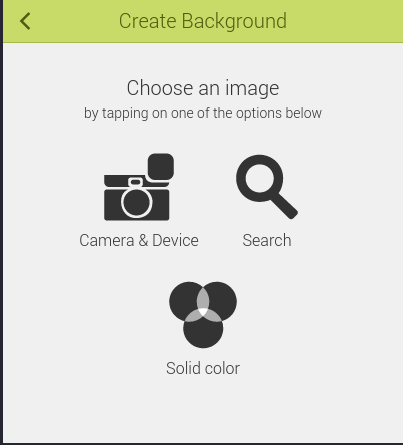 Create Background
Choose an image
by tapping on one of the options below
Camera & Device
Search
Solid color